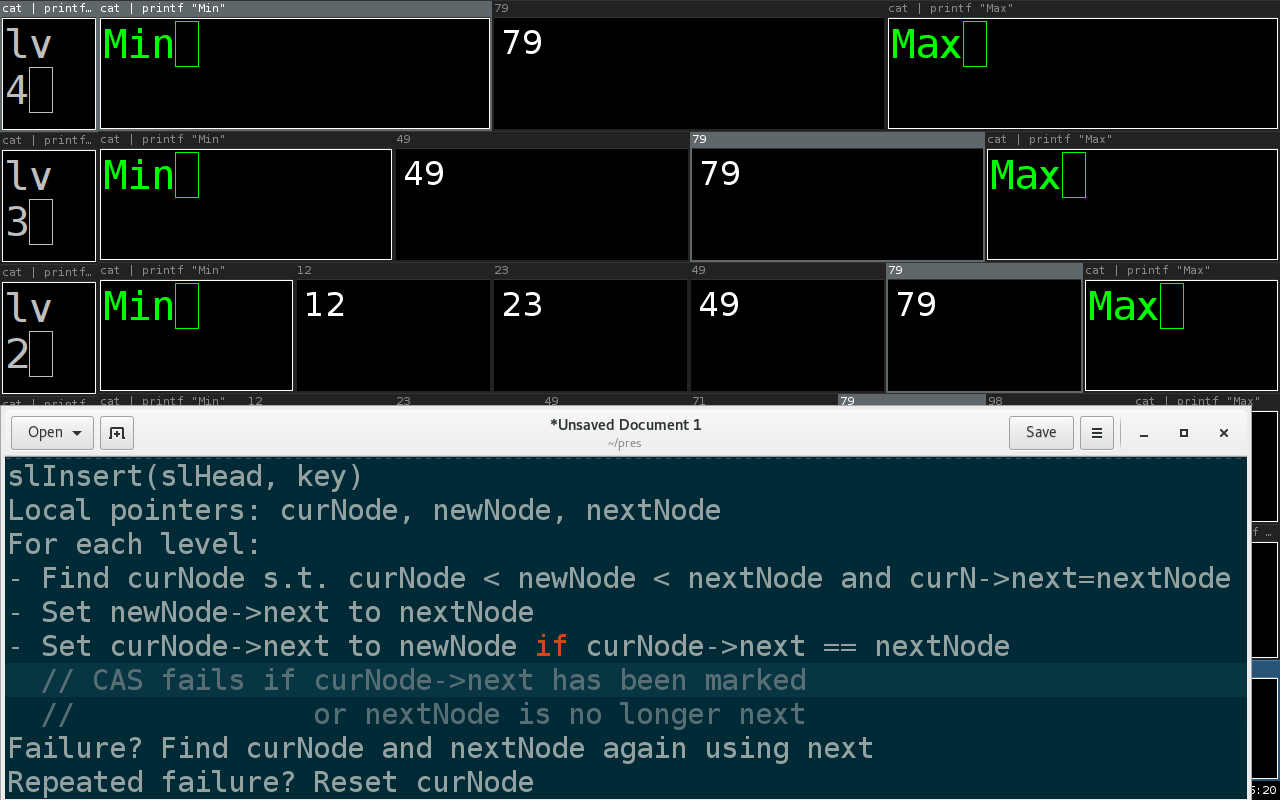 cat | printf… cat | printf "Min" 79 cat | printf "Max"
lv Min 79 Max
4
cat | printf… cat | printf "Min" 49 79 cat | printf "Max"
lv Min 49 79 Max
3
cat | printf… cat | printf "Min" 12 23 49 79 cat | printf "Max"
lv Min 12 23 49 79 Max
2
cat | printf… cat | printf "Min" 12 23 49 71 79 98 cat | printf "Max"
Open *Unsaved Document 1 Save
~/pres
slInsert(slHead, key)
Local pointers: curNode, newNode, nextNode
For each level:
- Find curNode s.t. curNode < newNode < nextNode and curN->next=nextNode
- Set newNode->next to nextNode
- Set curNode->next to newNode if curNode->next == nextNode
// CAS fails if curNode->next has been marked
// or nextNode is no longer next
Failure? Find curNode and nextNode again using next
Repeated failure? Reset curNode
f …
5:20